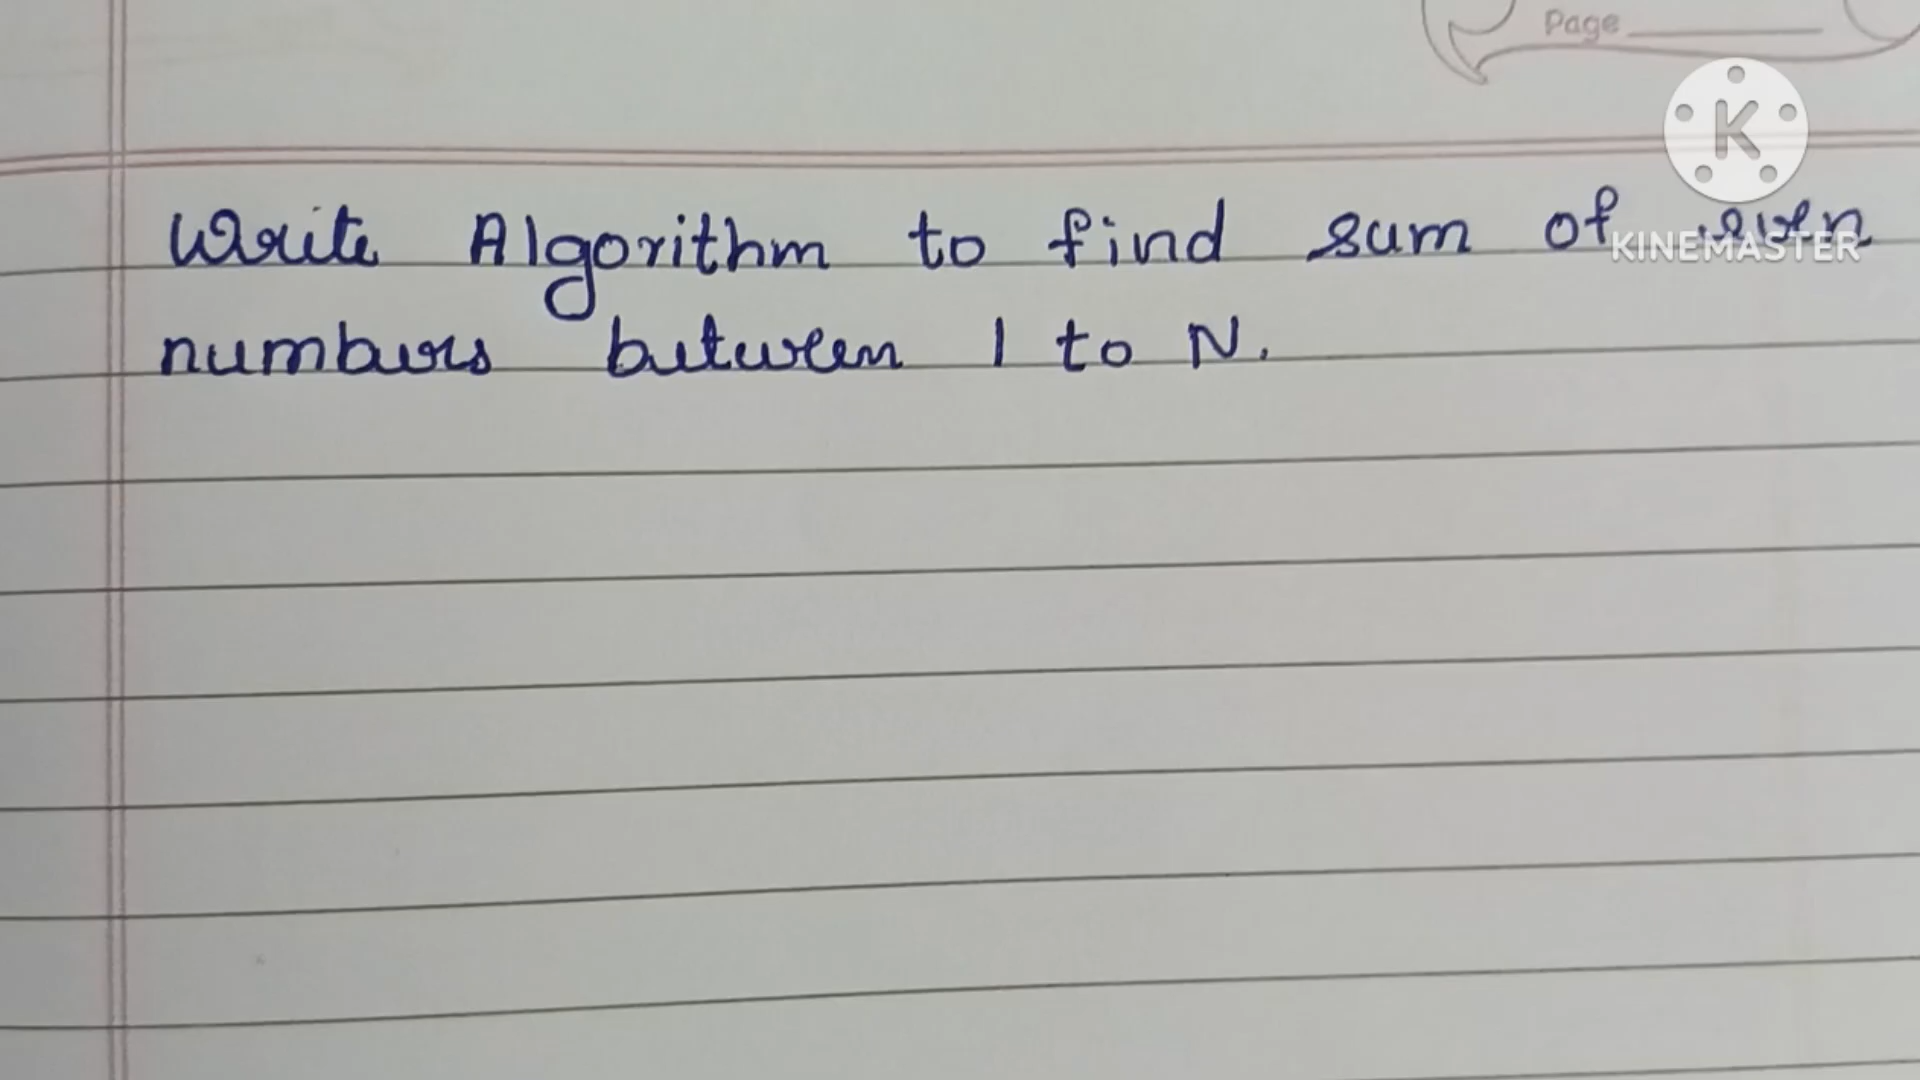 Page
K
KINEMASTER
Write Algorithm to find sum of even
numbers between 1 to N.